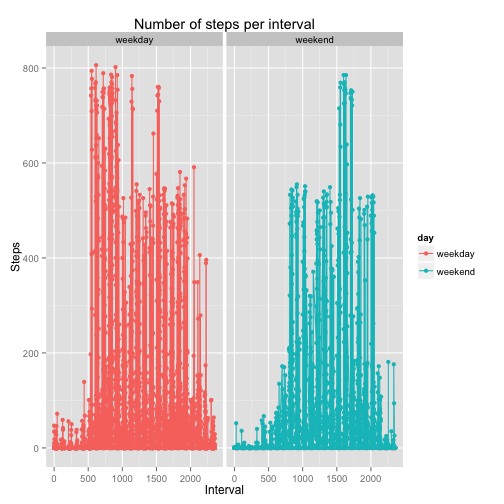 Number of steps per interval
weekday
weekend
800
600
400
200
0
Steps
0
500
1000
1500
2000
0
500
1000
1500
2000
Interval
day
weekday
weekend